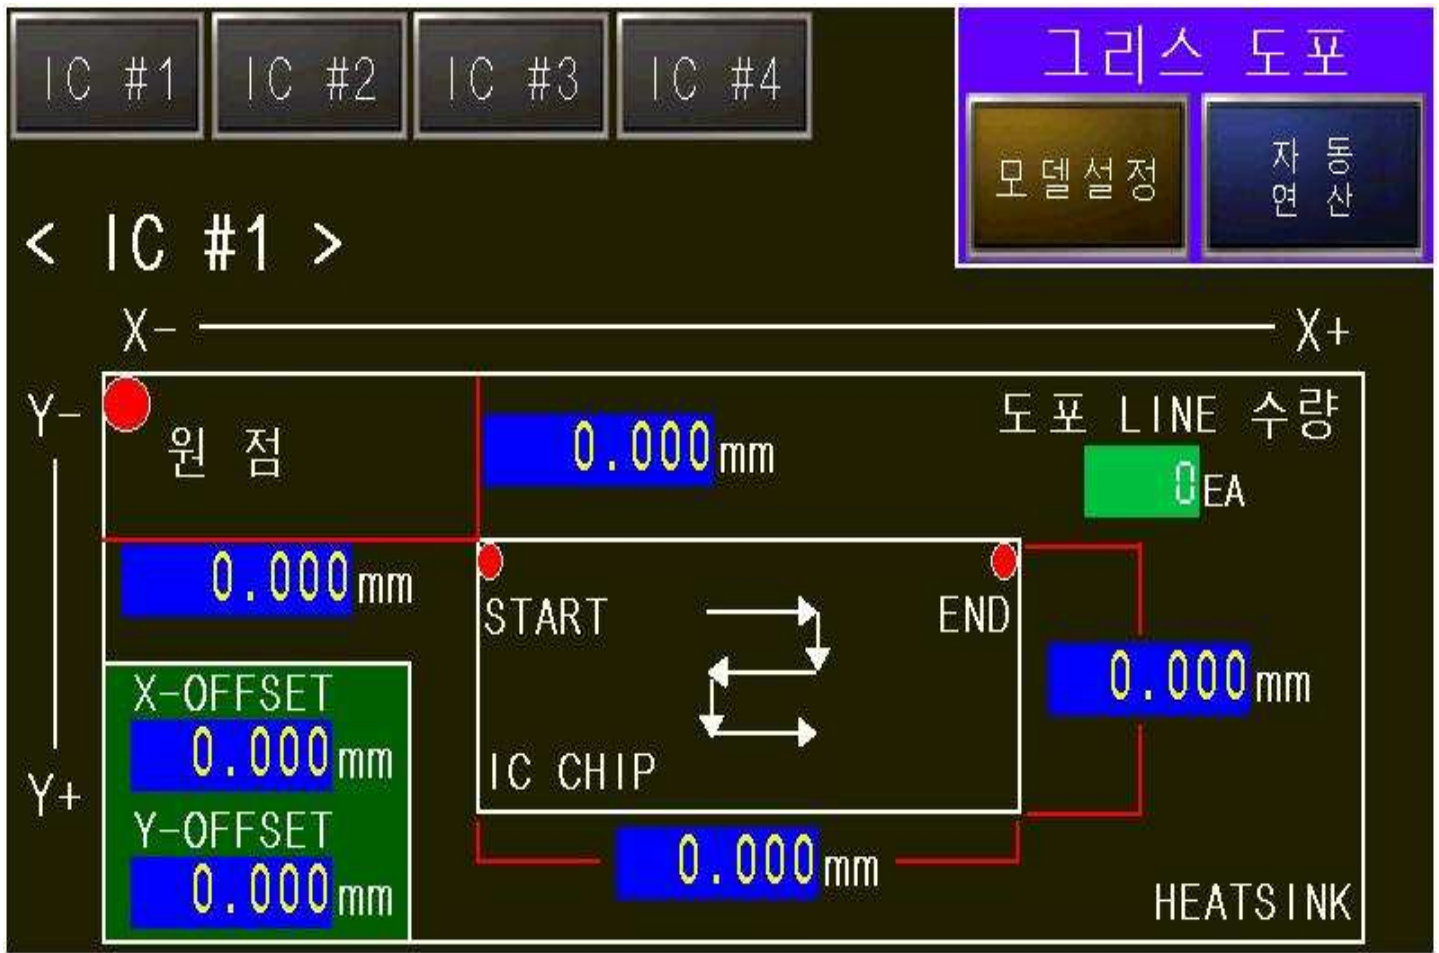 IC #1
IC #2
IC #3
IC #4
그리스 도포
모델설정
자동
연산
< IC #1 >
X-
X+
Y-
원 점
0.000mm
도포 LINE 수량
0EA
0.000mm
START
END
0.000mm
X-OFFSET
0.000mm
IC CHIP
Y+
Y-OFFSET
0.000mm
0.000mm
HEATSINK